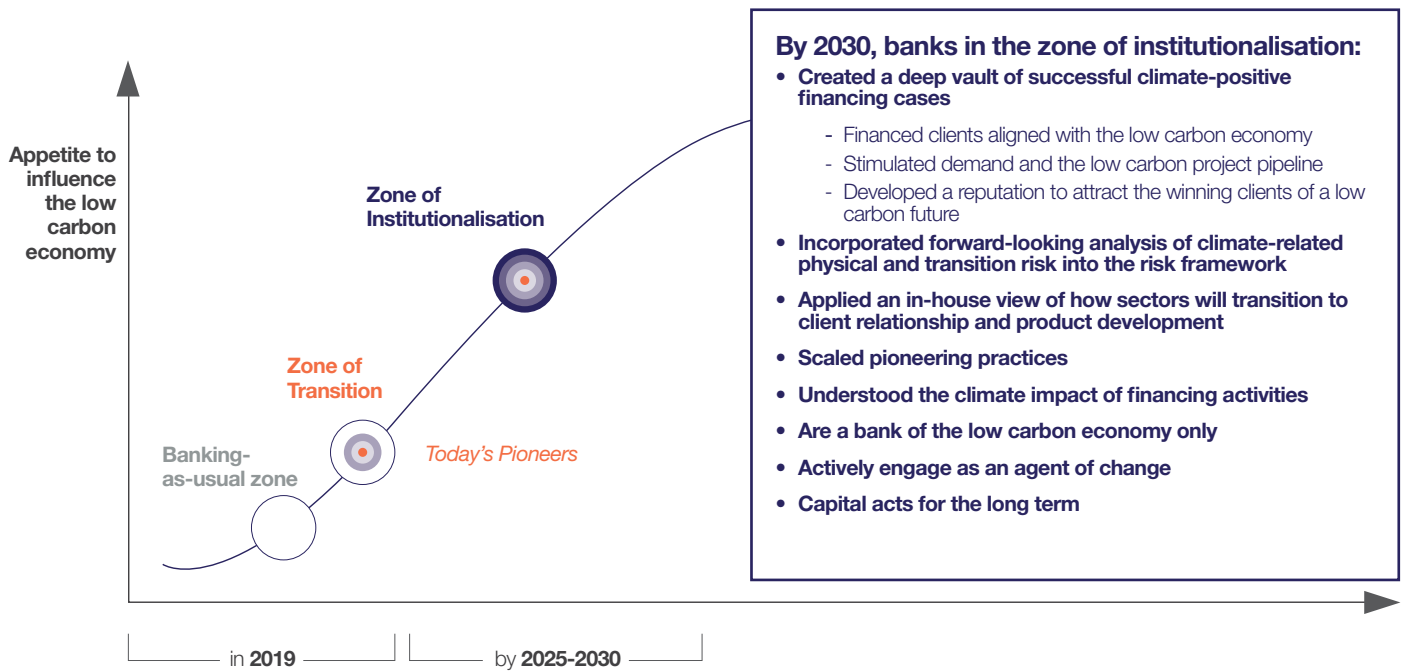 Appetite to
influence
the low
carbon
economy
Zone of
Institutionalisation
Zone of
Transition
Banking-
as-usual zone
Today's Pioneers
in 2019
by 2025-2030
By 2030, banks in the zone of institutionalisation:
• Created a deep vault of successful climate-positive
financing cases
- Financed clients aligned with the low carbon economy
- Stimulated demand and the low carbon project pipeline
- Developed a reputation to attract the winning clients of a low
carbon future
• Incorporated forward-looking analysis of climate-related
physical and transition risk into the risk framework
• Applied an in-house view of how sectors will transition to
client relationship and product development
• Scaled pioneering practices
• Understood the climate impact of financing activities
• Are a bank of the low carbon economy only
• Actively engage as an agent of change
• Capital acts for the long term